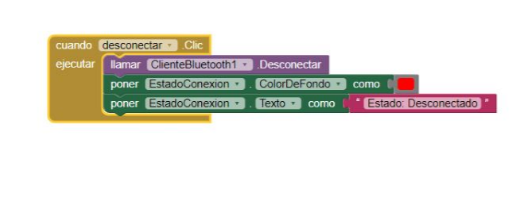 cuando desconectar .Clic
ejecutar llamar ClienteBluetooth1 .Desconectar
poner EstadoConexion . ColorDeFondo como
poner EstadoConexion . Texto como " Estado: Desconectado "